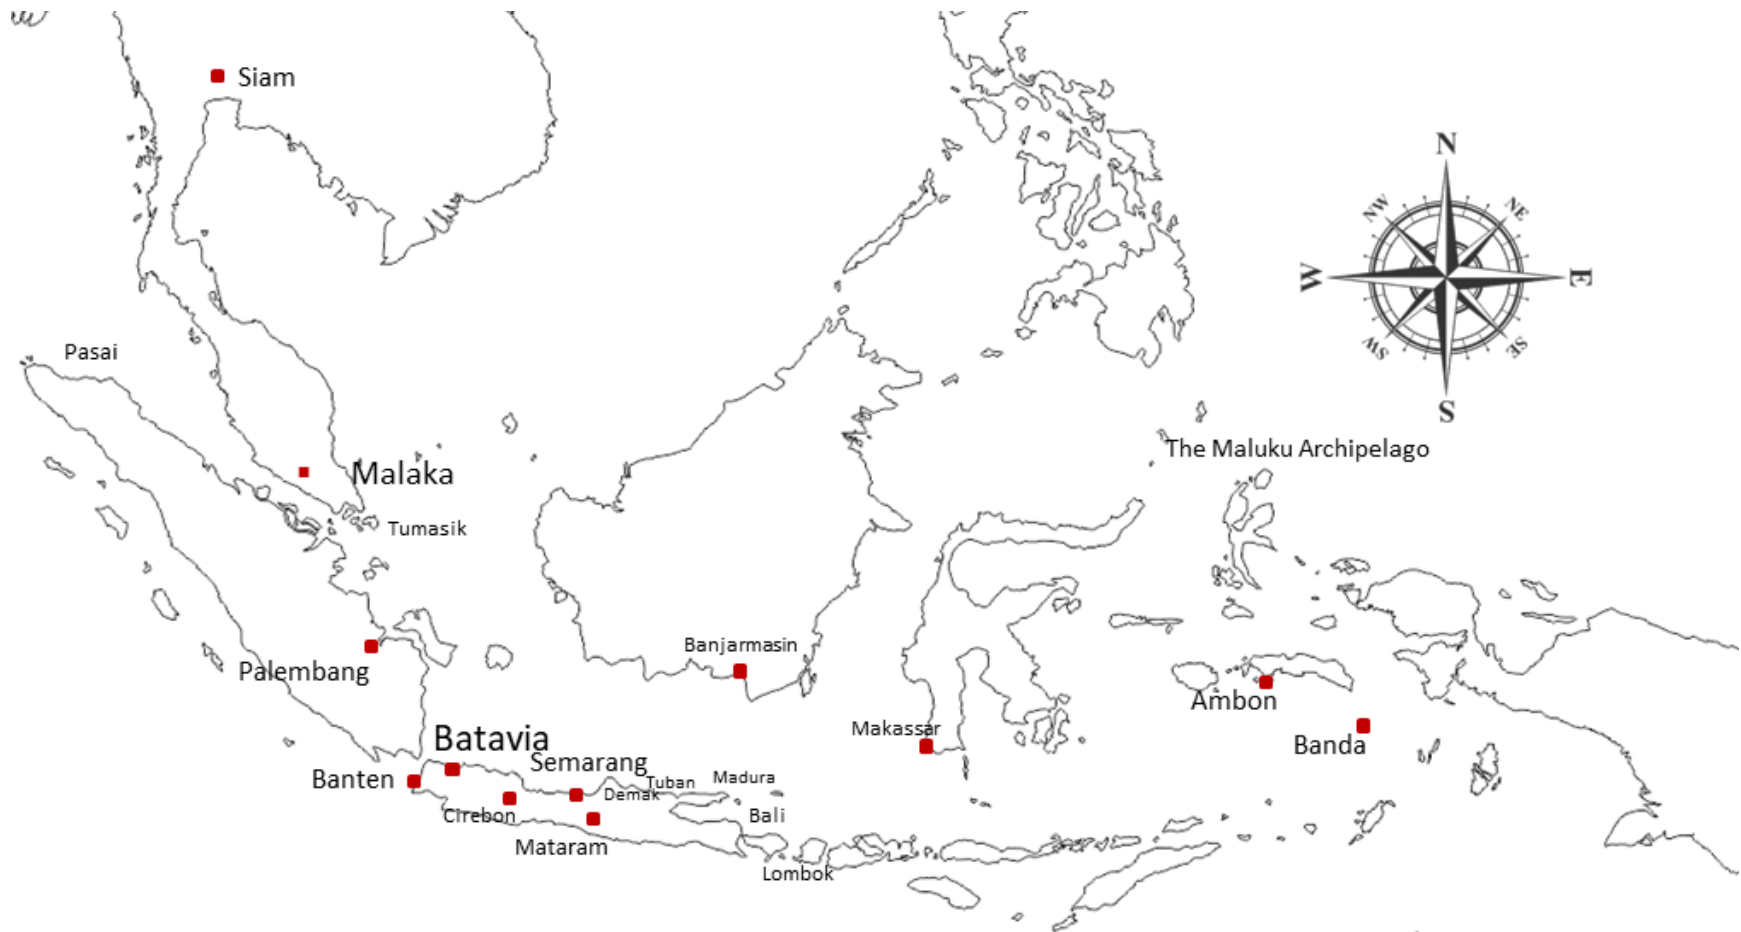 Siam
N
NW
NE
W
E
SW
SE
S
Pasai
The Maluku Archipelago
Malaka
Tumasik
Banjarmasin
Palembang
Ambon
Makassar
Batavia
Banda
Semarang
Banten
Tuban
Madura
Demak
Cirebon
Bali
Mataram
Lombok